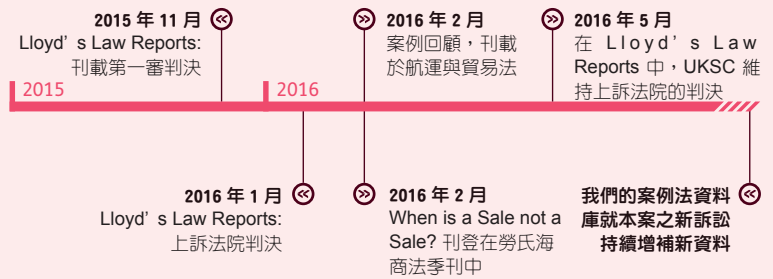 2015 年 11 月
Lloyd’s Law Reports:
刊載第一審判決
2016 年 2 月
案例回顧，刊載
於航運與貿易法
2016 年 5 月
在 Lloyd’s Law
Reports 中，UKSC 維
持上訴法院的判決
2015
2016
2016 年 1 月
Lloyd’s Law Reports:
上訴法院判決
2016 年 2 月
When is a Sale not a
Sale? 刊登在勞氏海
商法季刊中
我們的案例法資料
庫就本案之新訴訟
持續增補新資料